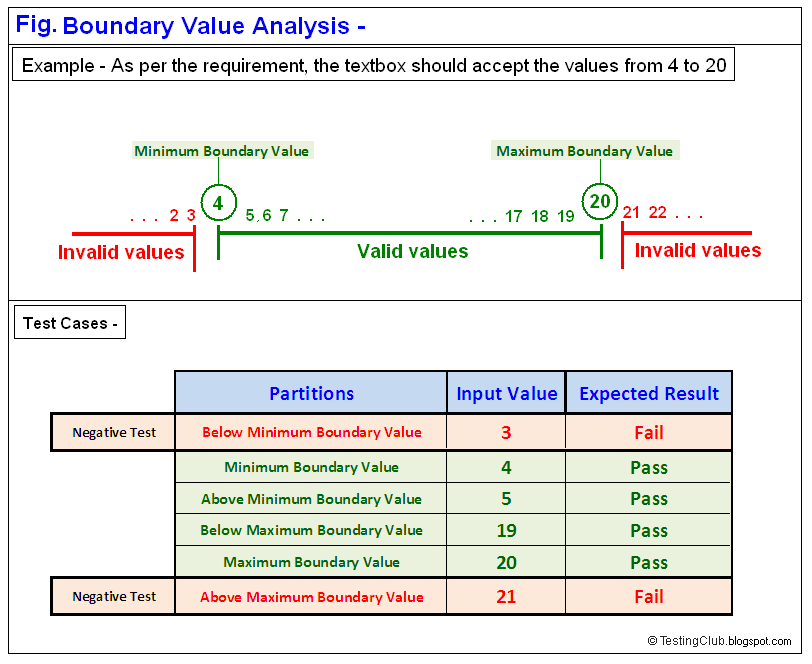 Fig. Boundary Value Analysis -
Example - As per the requirement, the textbox should accept the values from 4 to 20
Minimum Boundary Value
Maximum Boundary Value
. . . 2 3 4 5,6 7 . . . . . . 17 18 19 20 21 22 . . .
Invalid values Valid values Invalid values
Test Cases -
Partitions Input Value Expected Result
Negative Test Below Minimum Boundary Value 3 Fail
Minimum Boundary Value 4 Pass
Above Minimum Boundary Value 5 Pass
Below Maximum Boundary Value 19 Pass
Maximum Boundary Value 20 Pass
Negative Test Above Maximum Boundary Value 21 Fail
© TestingClub.blogspot.com